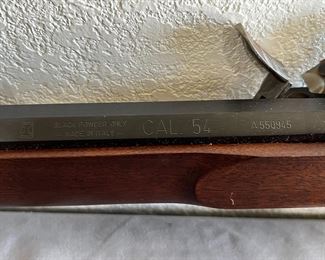 BLACK POWDER ONLY
MADE IN ITALY
CAL. 54
A550945